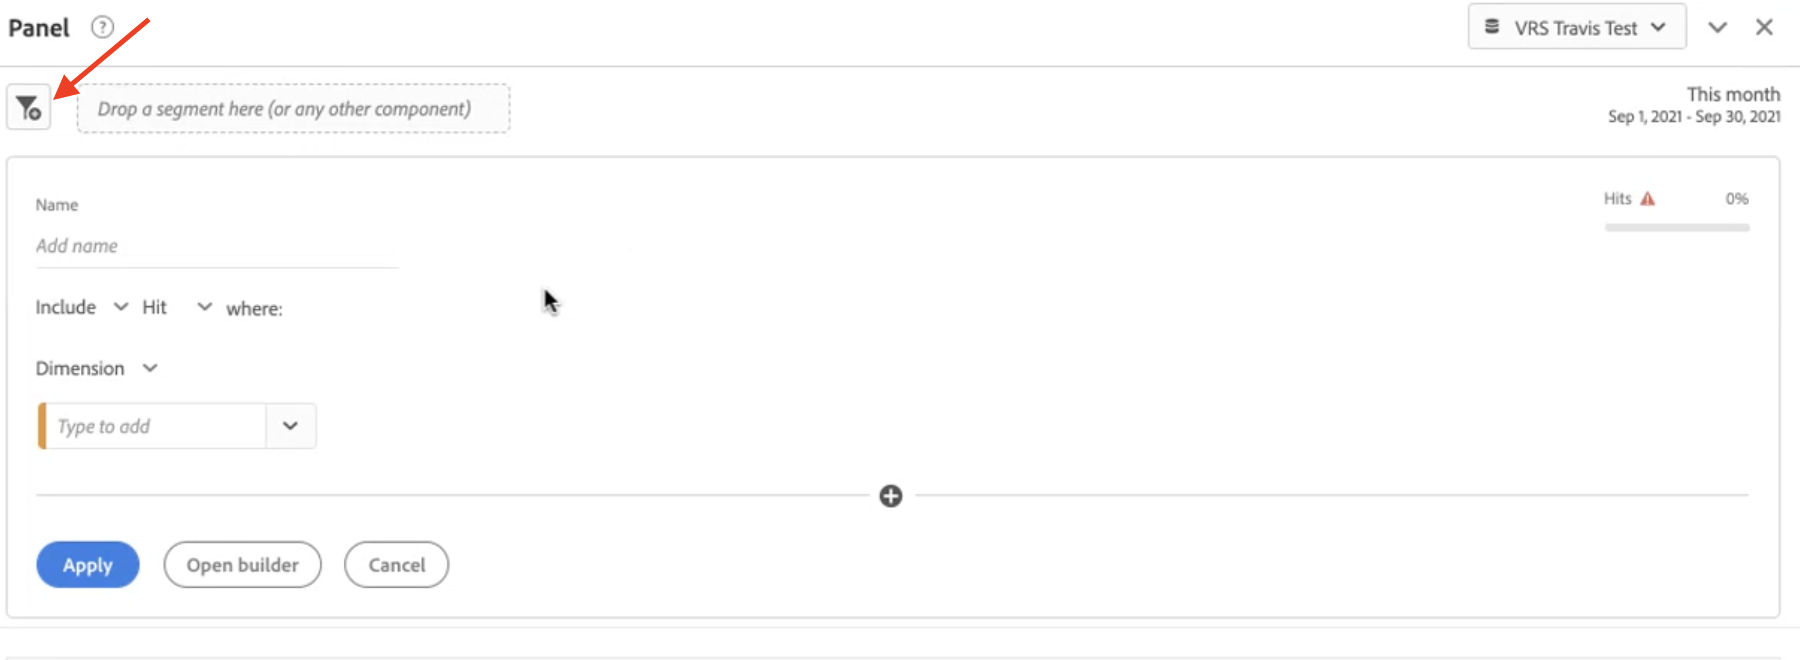 Panel ?
VRS Travis Test
Drop a segment here (or any other component)
This month
Sep 1, 2021 - Sep 30, 2021
Name
Hits 0%
Add name
Include Hit where:
Dimension
Type to add
Apply Open builder Cancel